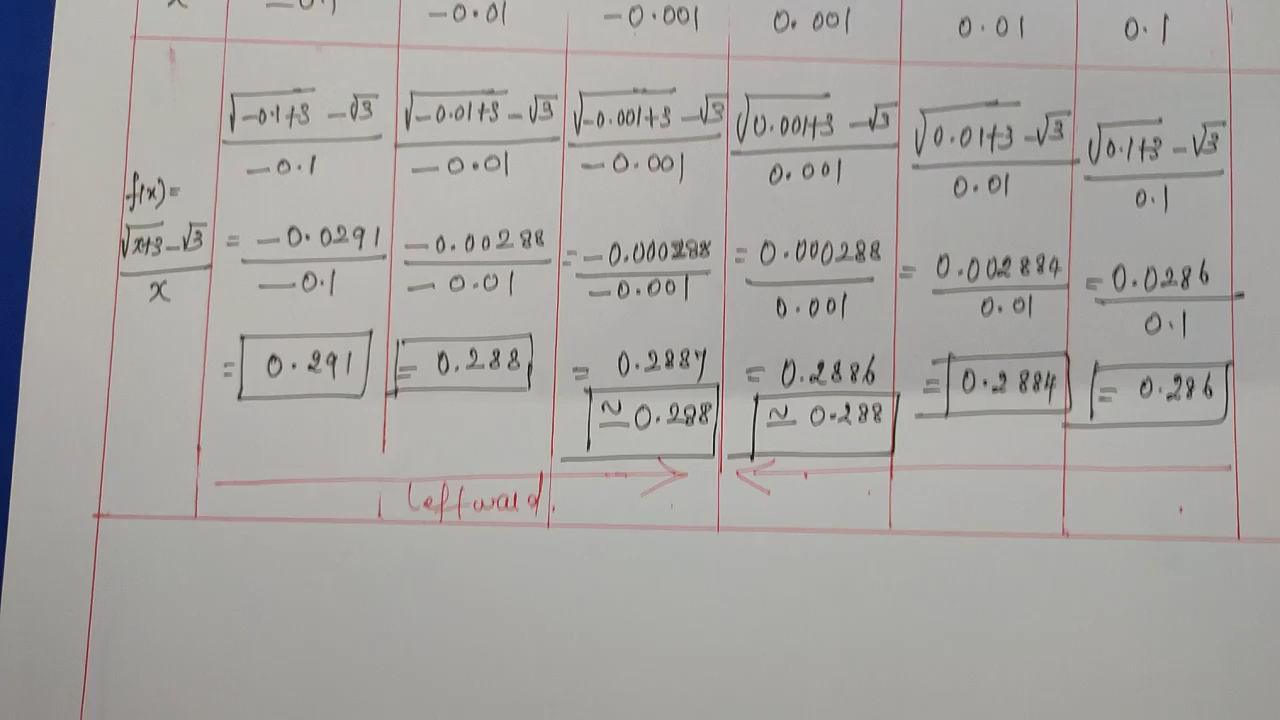 x -0.1 -0.01 -0.001 0.001 0.01 0.1
f(x)= √x+3 - √3 / x
√-0.1+3 - √3 / -0.1
= -0.0291 / -0.1
= 0.291
√-0.01+3 - √3 / -0.01
-0.00288 / -0.01
= 0.288
√-0.001+3 - √3 / -0.001
= -0.000288 / -0.001
= 0.2887
≃ 0.288
√0.001+3 - √3 / 0.001
= 0.000288 / 0.001
= 0.2886
≃ 0.288
√0.01+3 - √3 / 0.01
= 0.002884 / 0.01
= 0.2884
√0.1+3 - √3 / 0.1
= 0.0286 / 0.1
= 0.286
leftward.